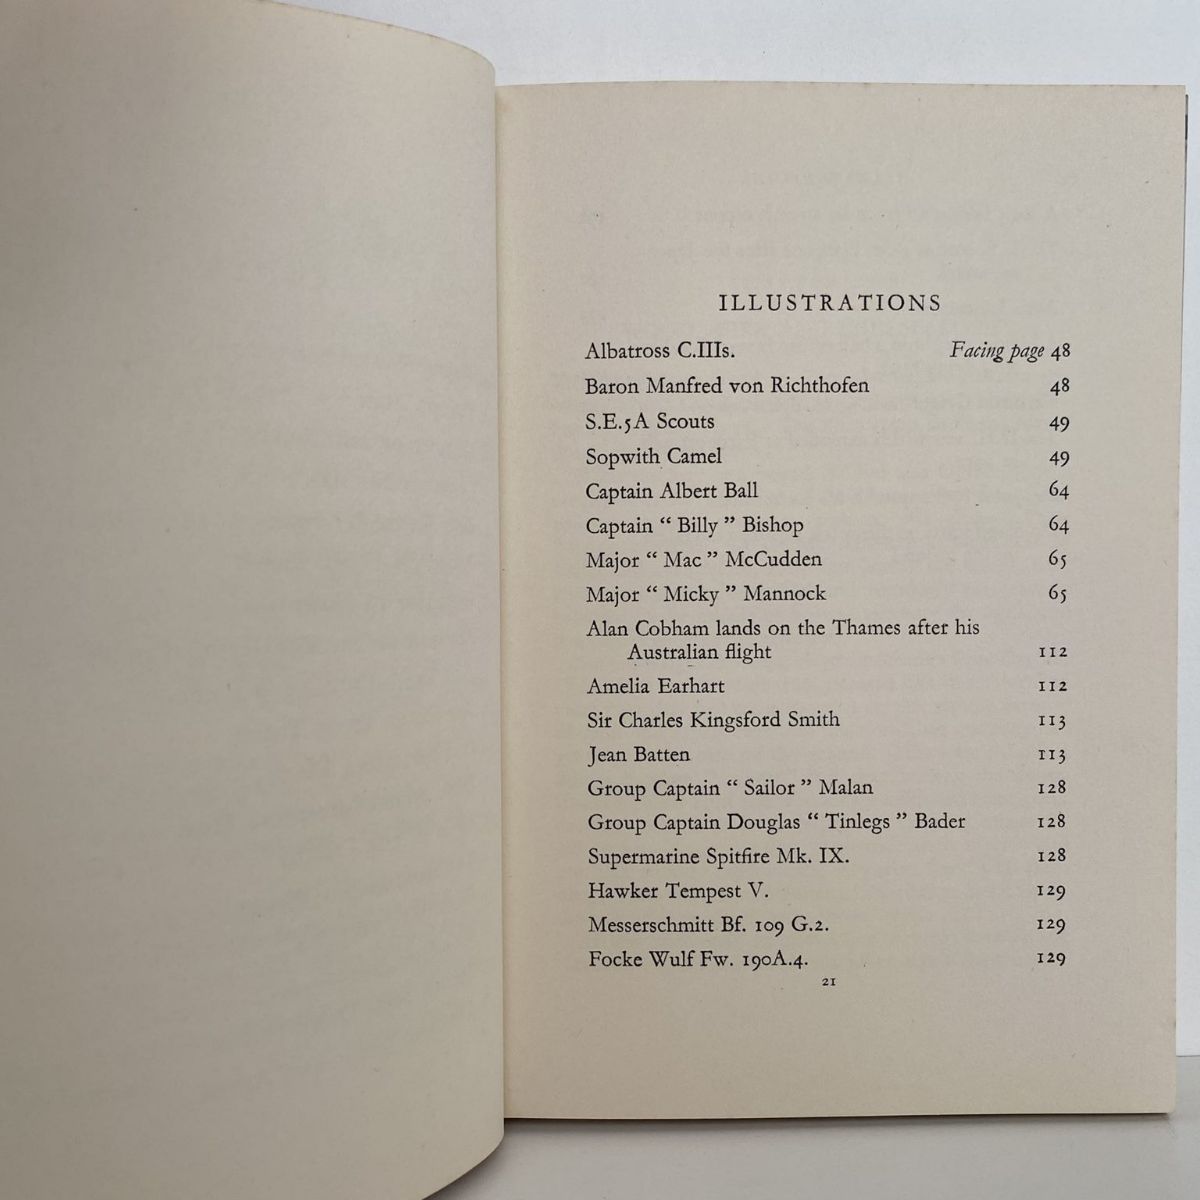 ILLUSTRATIONS
Albatross C.IIIs. Facing page 48
Baron Manfred von Richthofen 48
S.E.5A Scouts 49
Sopwith Camel 49
Captain Albert Ball 64
Captain “ Billy ” Bishop 64
Major “ Mac ” McCudden 65
Major “ Micky ” Mannock 65
Alan Cobham lands on the Thames after his
Australian flight 112
Amelia Earhart 112
Sir Charles Kingsford Smith 113
Jean Batten 113
Group Captain “ Sailor ” Malan 128
Group Captain Douglas “ Tinlegs ” Bader 128
Supermarine Spitfire Mk. IX. 128
Hawker Tempest V. 129
Messerschmitt Bf. 109 G.2. 129
Focke Wulf Fw. 190A.4. 129
21